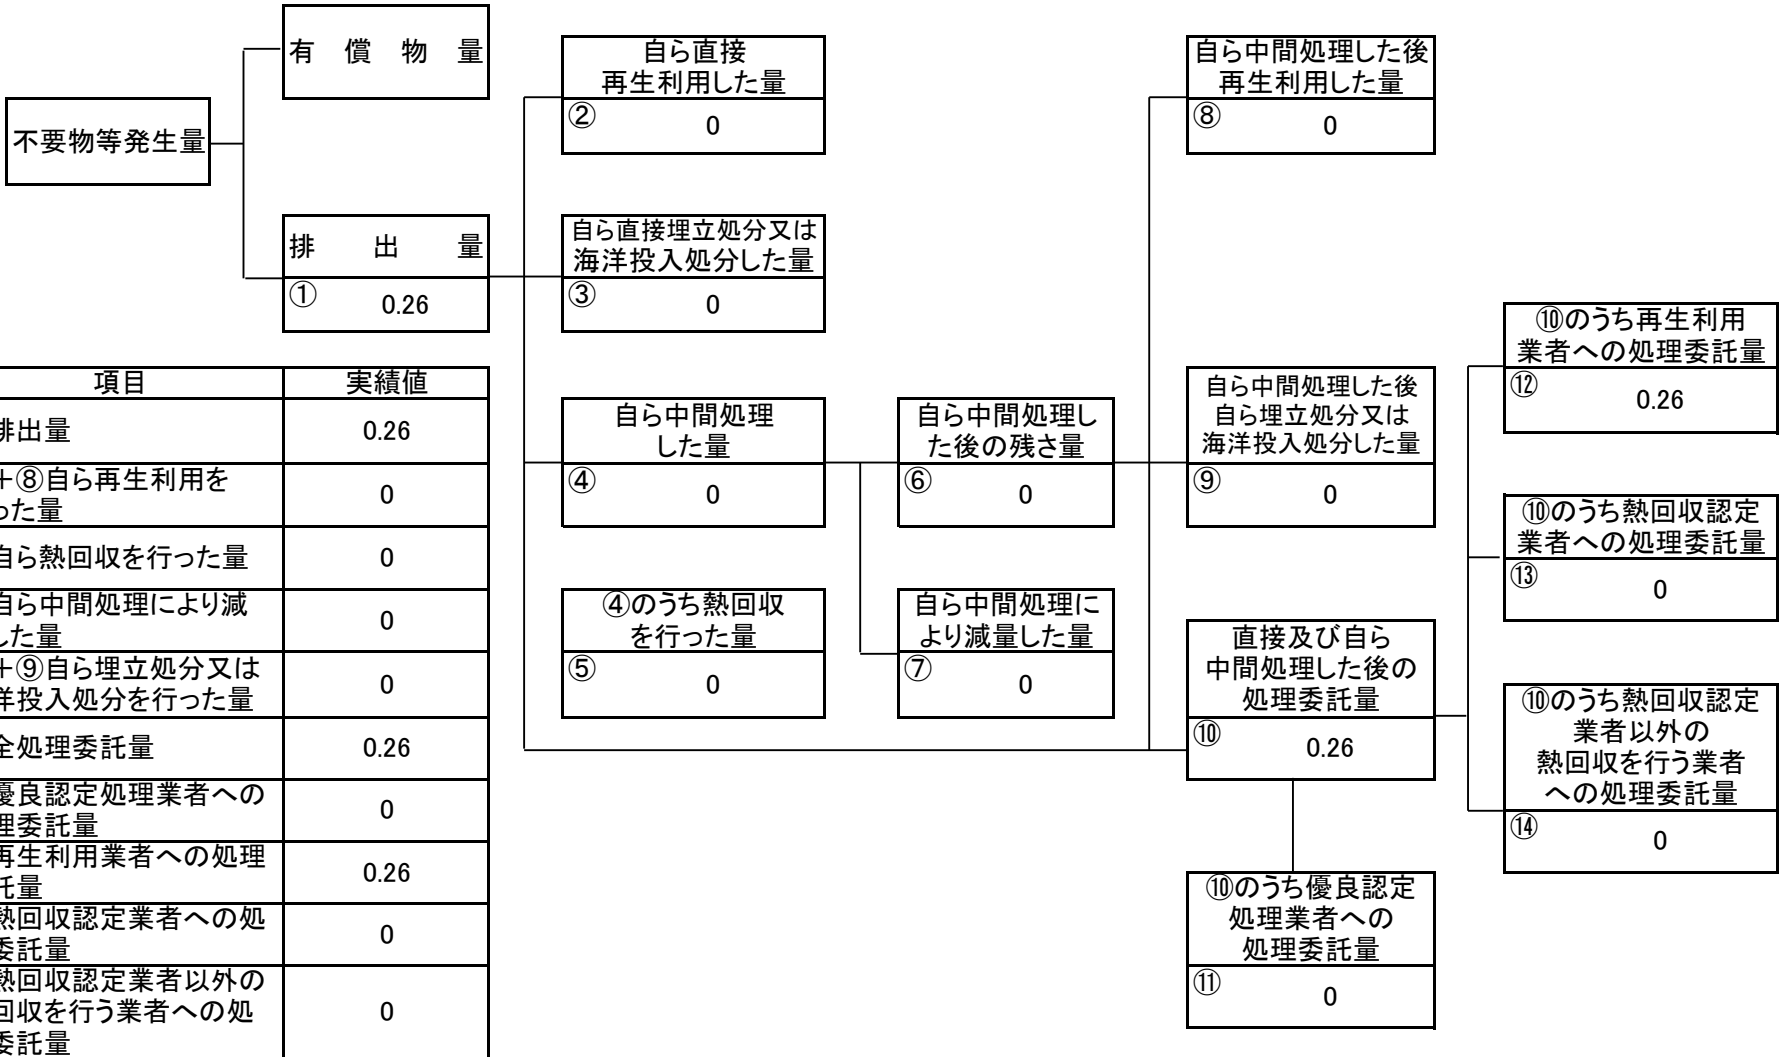 有償物量
不要物等発生量
排出量
① 0.26
自ら直接
再生利用した量
② 0
自ら直接埋立処分又は
海洋投入処分した量
③ 0
自ら中間処理
した量
④ 0
④のうち熱回収
を行った量
⑤ 0
自ら中間処理し
た後の残さ量
⑥ 0
自ら中間処理に
より減量した量
⑦ 0
自ら中間処理した後
再生利用した量
⑧ 0
自ら中間処理した後
自ら埋立処分又は
海洋投入処分した量
⑨ 0
直接及び自ら
中間処理した後の
処理委託量
⑩ 0.26
⑩のうち優良認定
処理業者への
処理委託量
⑪ 0
⑩のうち再生利用
業者への処理委託量
⑫ 0.26
⑩のうち熱回収認定
業者への処理委託量
⑬ 0
⑩のうち熱回収認定
業者以外の
熱回収を行う業者
への処理委託量
⑭ 0
項目 実績値
排出量 0.26
+⑧自ら再生利用を
った量 0
自ら熱回収を行った量 0
自ら中間処理により減
した量 0
+⑨自ら埋立処分又は
洋投入処分を行った量 0
全処理委託量 0.26
優良認定処理業者への
理委託量 0
再生利用業者への処理
託量 0.26
熱回収認定業者への処
委託量 0
熱回収認定業者以外の
回収を行う業者への処
委託量 0